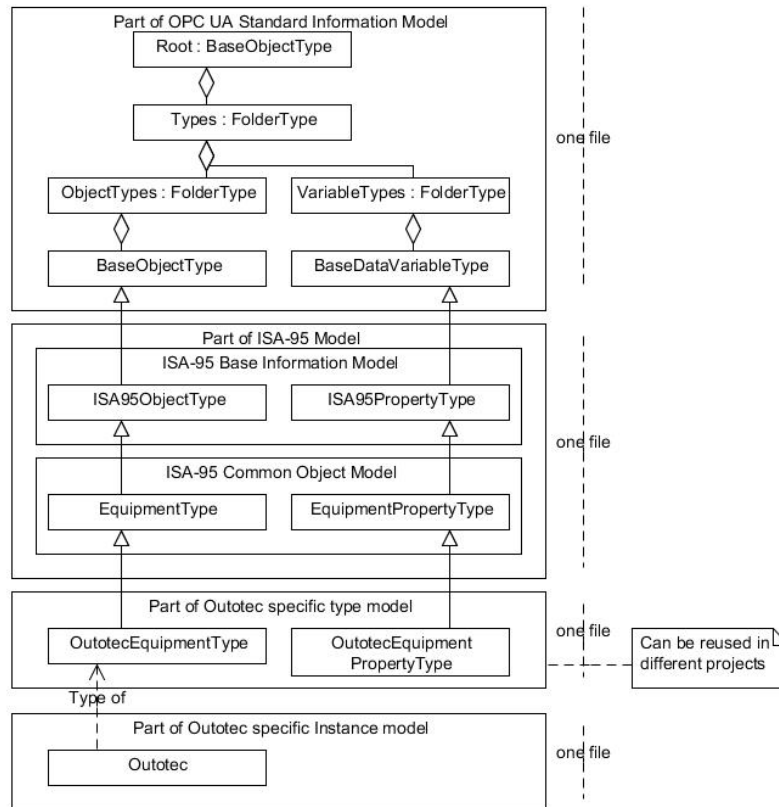 Part of OPC UA Standard Information Model
Root : BaseObjectType
Types : FolderType
one file
ObjectTypes : FolderType
VariableTypes : FolderType
BaseObjectType
BaseDataVariableType
Part of ISA-95 Model
ISA-95 Base Information Model
ISA95ObjectType
ISA95PropertyType
one file
ISA-95 Common Object Model
EquipmentType
EquipmentPropertyType
Part of Outotec specific type model
OutotecEquipmentType
OutotecEquipment
PropertyType
one file
Can be reused in
different projects
Type of
Part of Outotec specific Instance model
Outotec
one file